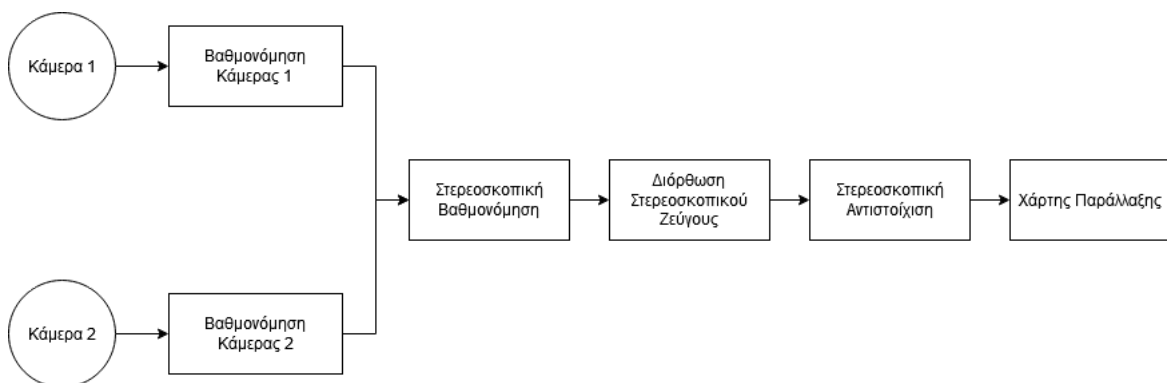 Κάμερα 1
Βαθμονόμηση
Κάμερας 1
Στερεοσκοπική
Βαθμονόμηση
Διόρθωση
Στερεοσκοπικού
Ζεύγους
Στερεοσκοπική
Αντιστοίχιση
Χάρτης Παράλλαξης
Κάμερα 2
Βαθμονόμηση
Κάμερας 2